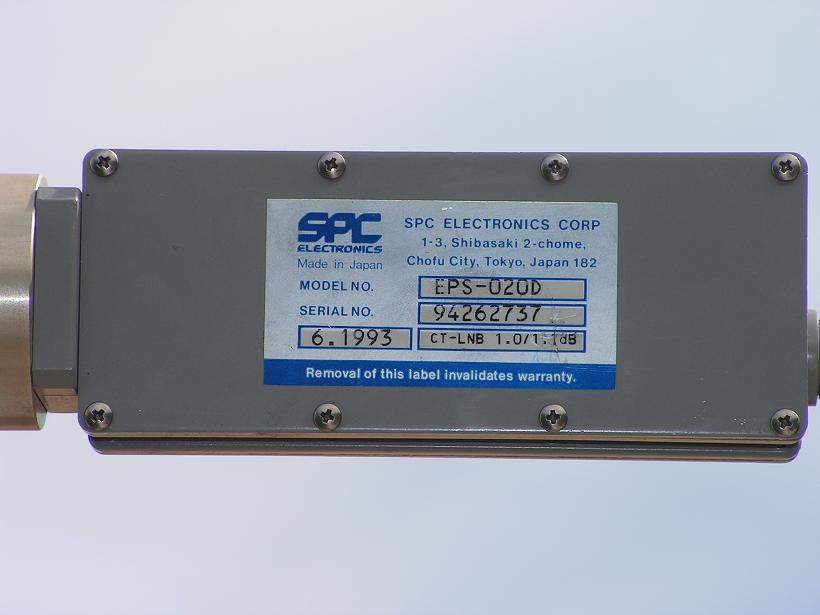 SPC
ELECTRONICS
Made in Japan
SPC ELECTRONICS CORP
1-3, Shibasaki 2-chome,
Chofu City, Tokyo, Japan 182
MODEL NO. EPS-020D
SERIAL NO. 94262737
6.1993 CT-LNB 1.0/1.1dB
Removal of this label invalidates warranty.